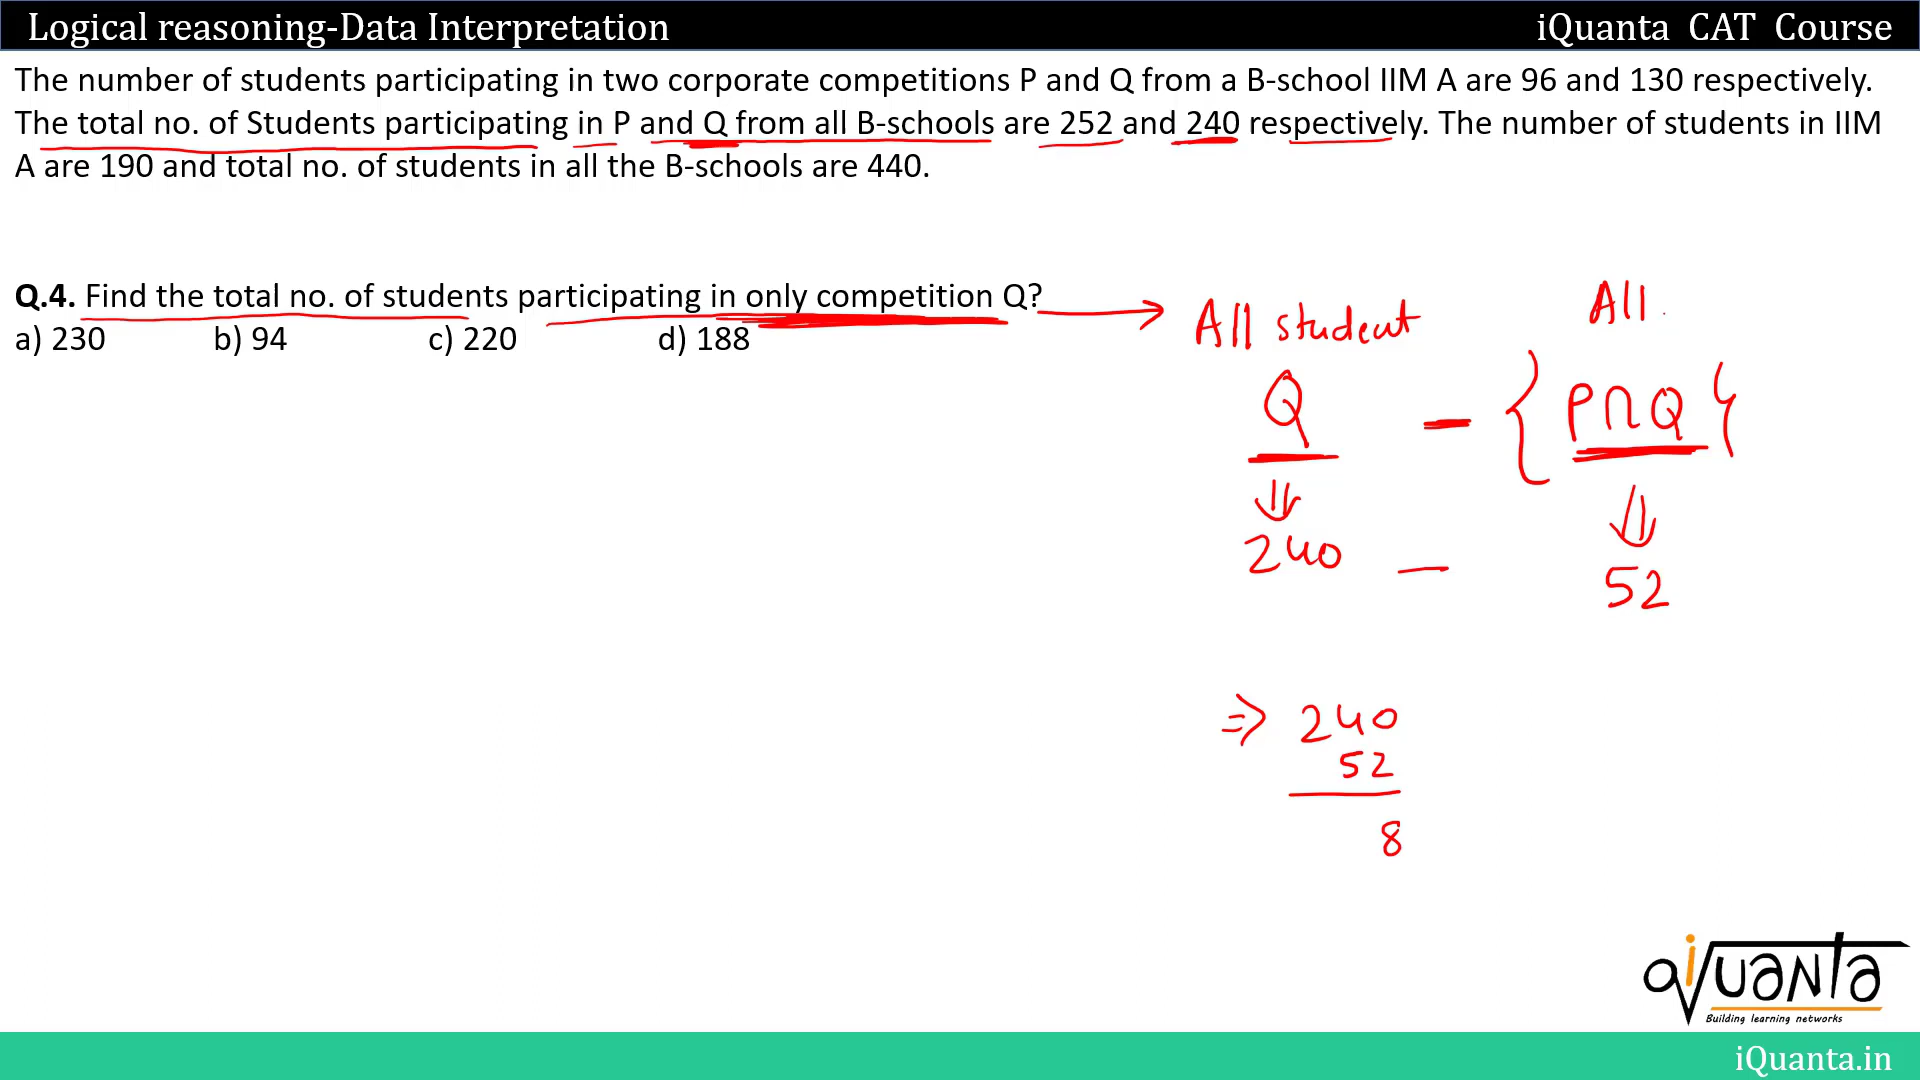 Logical reasoning-Data Interpretation
iQuanta CAT Course
The number of students participating in two corporate competitions P and Q from a B-school IIM A are 96 and 130 respectively.
The total no. of Students participating in P and Q from all B-schools are 252 and 240 respectively. The number of students in IIM
A are 190 and total no. of students in all the B-schools are 440.
Q.4. Find the total no. of students participating in only competition Q?
a) 230 b) 94 c) 220 d) 188
All student All
Q - { P∩Q }
⇓ ⇓
240 — 52
⇒ 240
52
8
iQuanta
Building learning networks
iQuanta.in